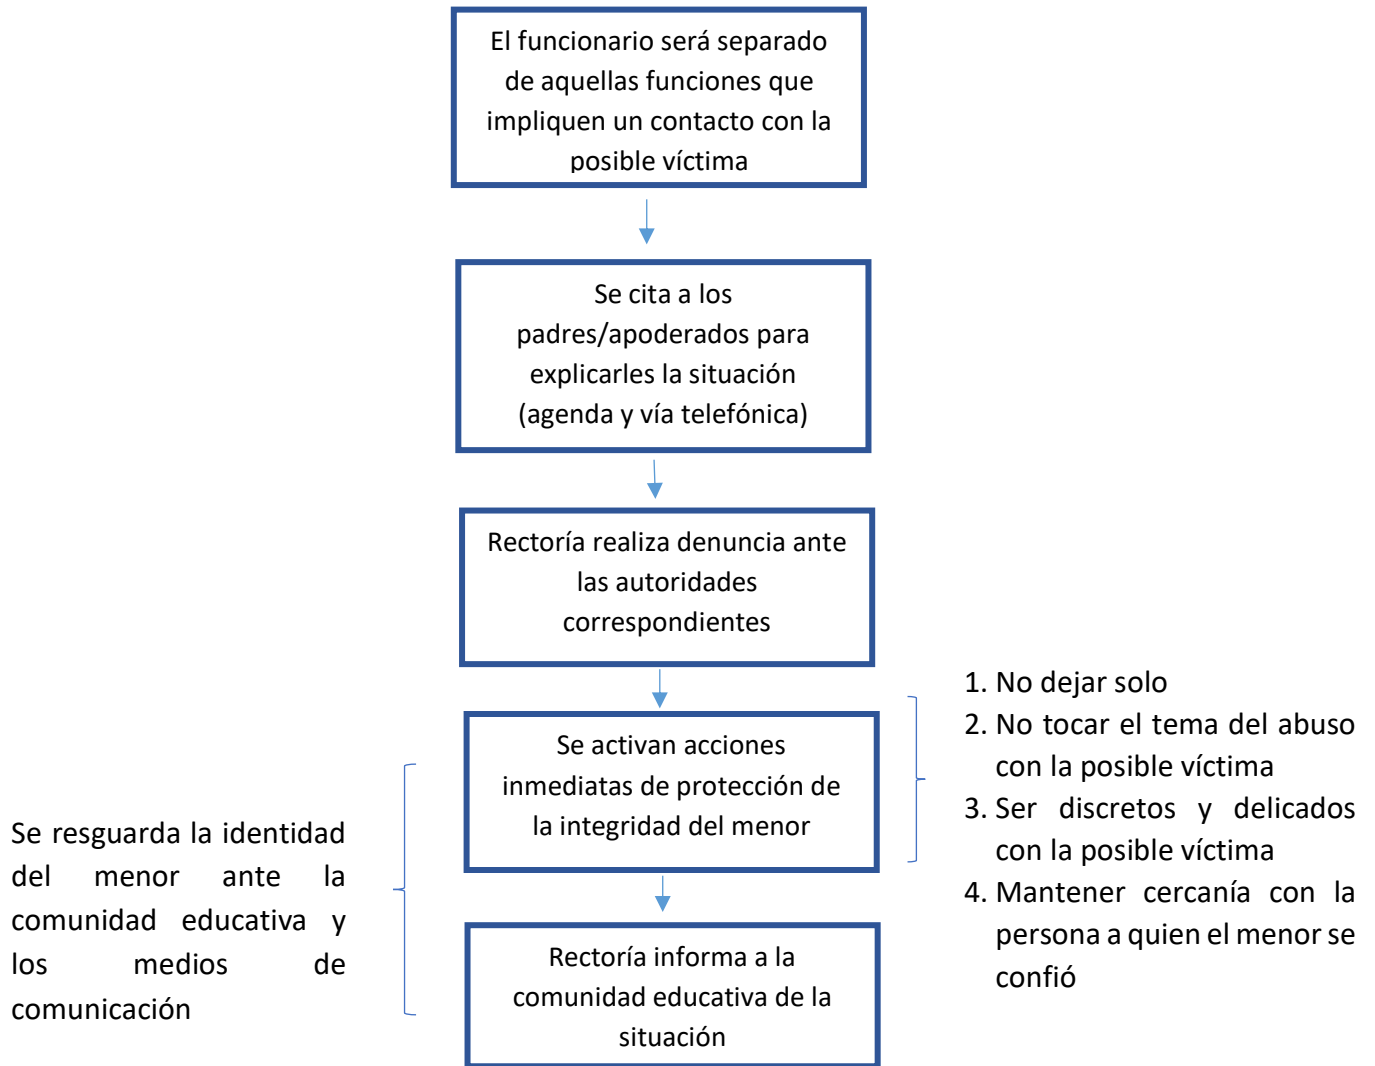 El funcionario será separado
de aquellas funciones que
impliquen un contacto con la
posible víctima
Se cita a los
padres/apoderados para
explicarles la situación
(agenda y vía telefónica)
Rectoría realiza denuncia ante
las autoridades
correspondientes
Se activan acciones
inmediatas de protección de
la integridad del menor
1. No dejar solo
2. No tocar el tema del abuso
con la posible víctima
3. Ser discretos y delicados
con la posible víctima
4. Mantener cercanía con la
persona a quien el menor se
confió
Se resguarda la identidad
del menor ante la
comunidad educativa y
los medios de
comunicación
Rectoría informa a la
comunidad educativa de la
situación